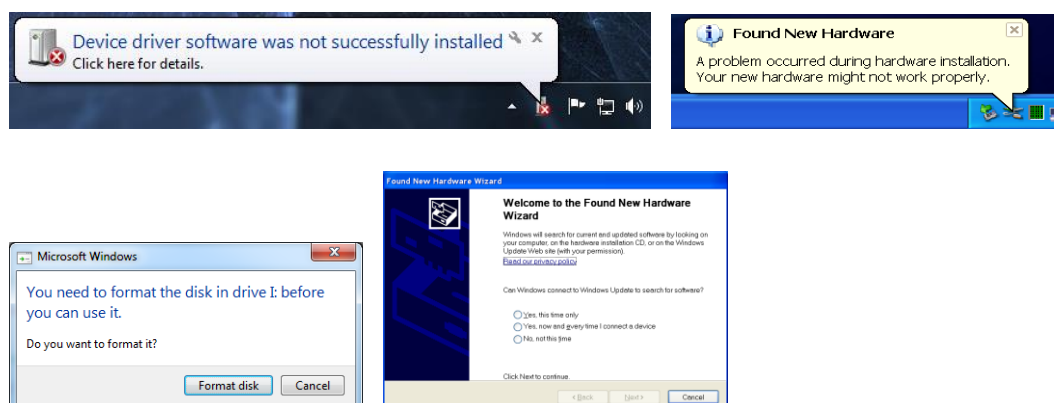 Device driver software was not successfully installed
Click here for details.
Found New Hardware
A problem occurred during hardware installation.
Your new hardware might not work properly.
Microsoft Windows
You need to format the disk in drive I: before
you can use it.
Do you want to format it?
Format disk
Cancel
Found New Hardware Wizard
Welcome to the Found New Hardware
Wizard
Windows will search for current and updated software by looking on
your computer, on the hardware installation CD, or on the Windows
Update Web site (with your permission).
Read our privacy policy
Can Windows connect to Windows Update to search for software?
Yes, this time only
Yes, now and every time I connect a device
No, not this time
Click Next to continue.
< Back
Next >
Cancel